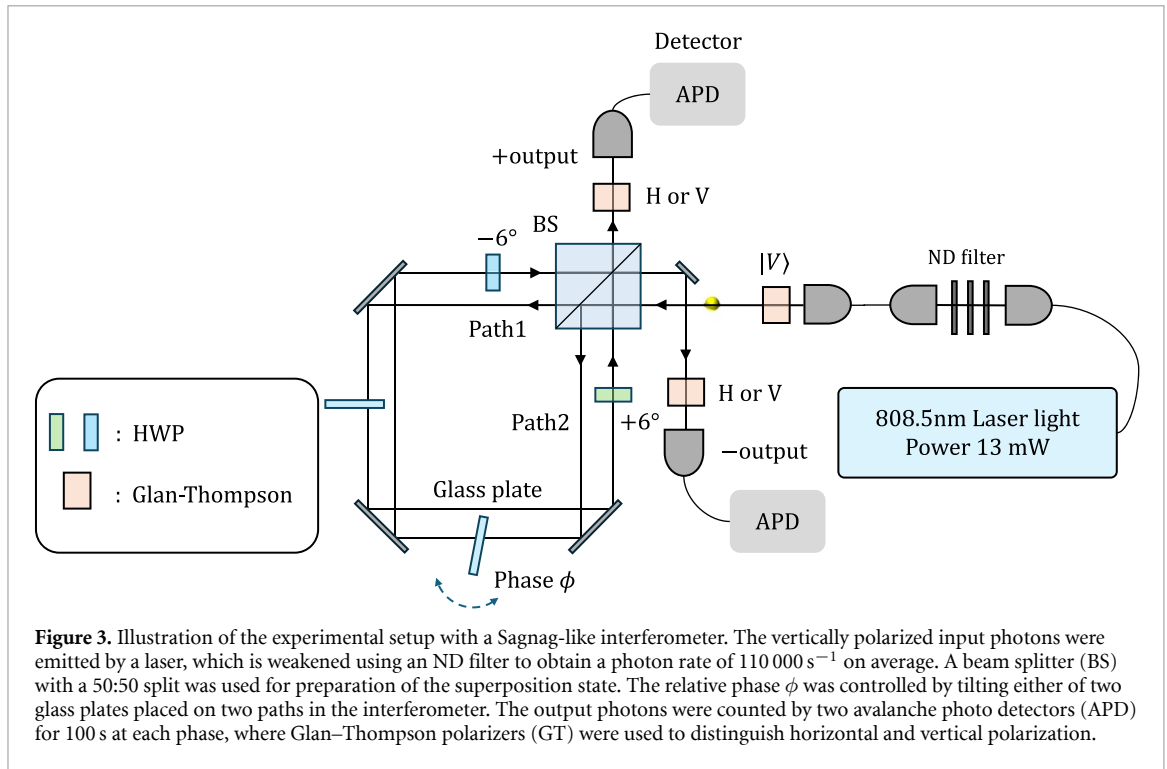 Detector
APD
+output
H or V
BS
−6°
|V⟩
ND filter
Path1
Path2
+6°
H or V
808.5nm Laser light
Power 13 mW
−output
: HWP
: Glan-Thompson
Glass plate
APD
Phase ϕ
Figure 3. Illustration of the experimental setup with a Sagnag-like interferometer. The vertically polarized input photons were
emitted by a laser, which is weakened using an ND filter to obtain a photon rate of 110 000 s⁻¹ on average. A beam splitter (BS)
with a 50:50 split was used for preparation of the superposition state. The relative phase ϕ was controlled by tilting either of two
glass plates placed on two paths in the interferometer. The output photons were counted by two avalanche photo detectors (APD)
for 100 s at each phase, where Glan–Thompson polarizers (GT) were used to distinguish horizontal and vertical polarization.